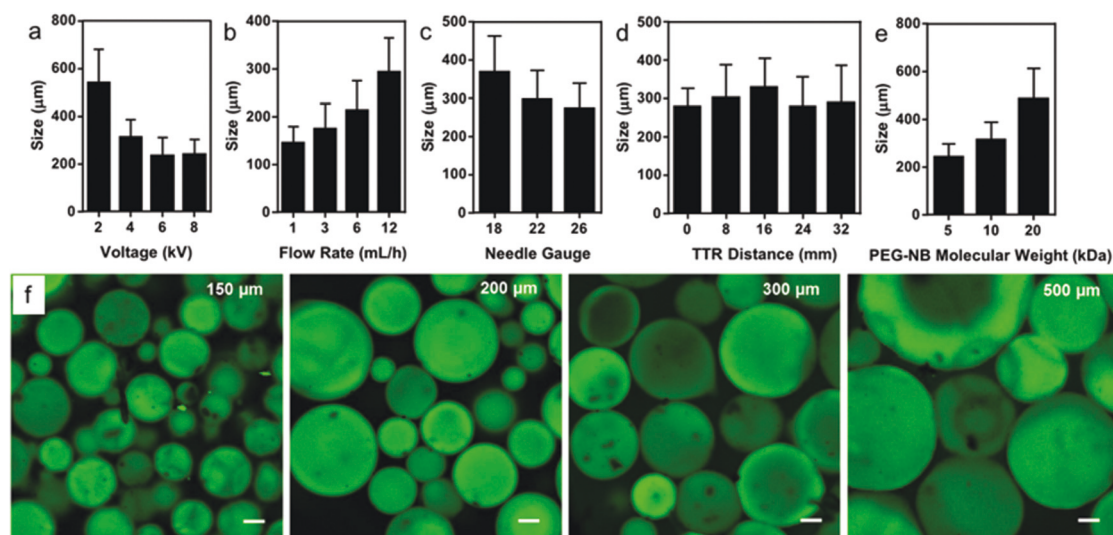 a
800
600
400
200
0
Size (µm)
2 4 6 8
Voltage (kV)
b
400
300
200
100
0
Size (µm)
1 3 6 12
Flow Rate (mL/h)
c
500
400
300
200
100
0
Size (µm)
18 22 26
Needle Gauge
d
500
400
300
200
100
0
Size (µm)
0 8 16 24 32
TTR Distance (mm)
e
800
600
400
200
0
Size (µm)
5 10 20
PEG-NB Molecular Weight (kDa)
f
150 µm
200 µm
300 µm
500 µm